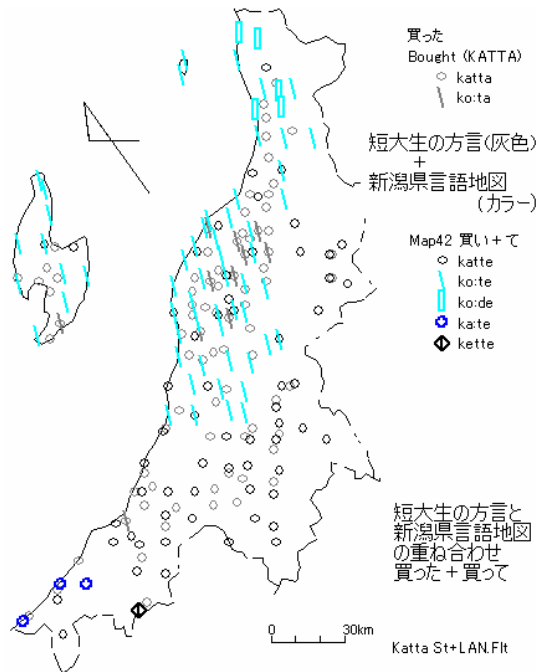 買った
Bought (KATTA)
katta
ko:ta
短大生の方言(灰色)
+
新潟県言語地図
(カラー)
Map42 買い+て
katte
ko:te
ko:de
ka:te
kette
短大生の方言と
新潟県言語地図
の重ね合わせ
買った+買って
0 30km
Katta St+LAN.Flt